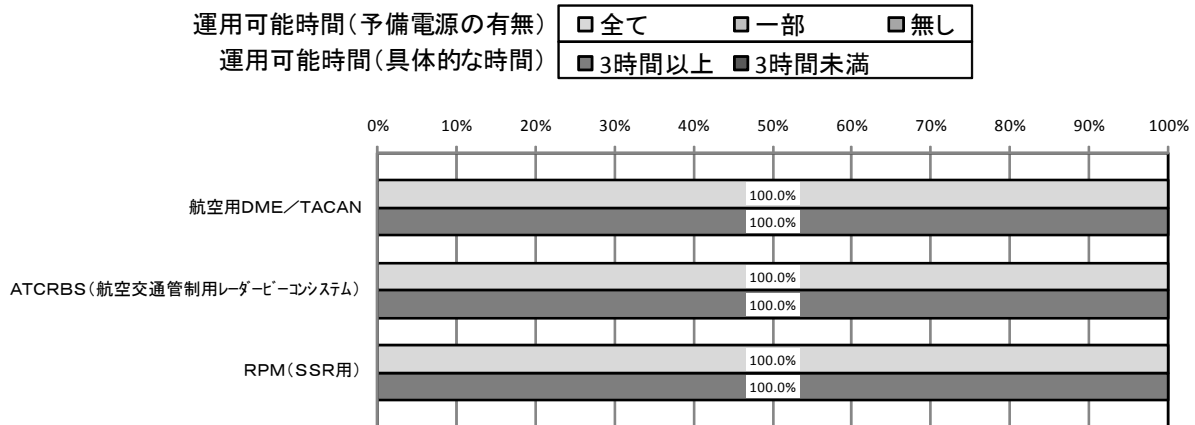 運用可能時間(予備電源の有無) 全て 一部 無し
運用可能時間(具体的な時間) 3時間以上 3時間未満
0% 10% 20% 30% 40% 50% 60% 70% 80% 90% 100%
100.0%
航空用DME／TACAN
100.0%
100.0%
ATCRBS(航空交通管制用ﾚｰﾀﾞｰﾋﾞｰｺﾝｼｽﾃﾑ)
100.0%
100.0%
RPM(SSR用)
100.0%